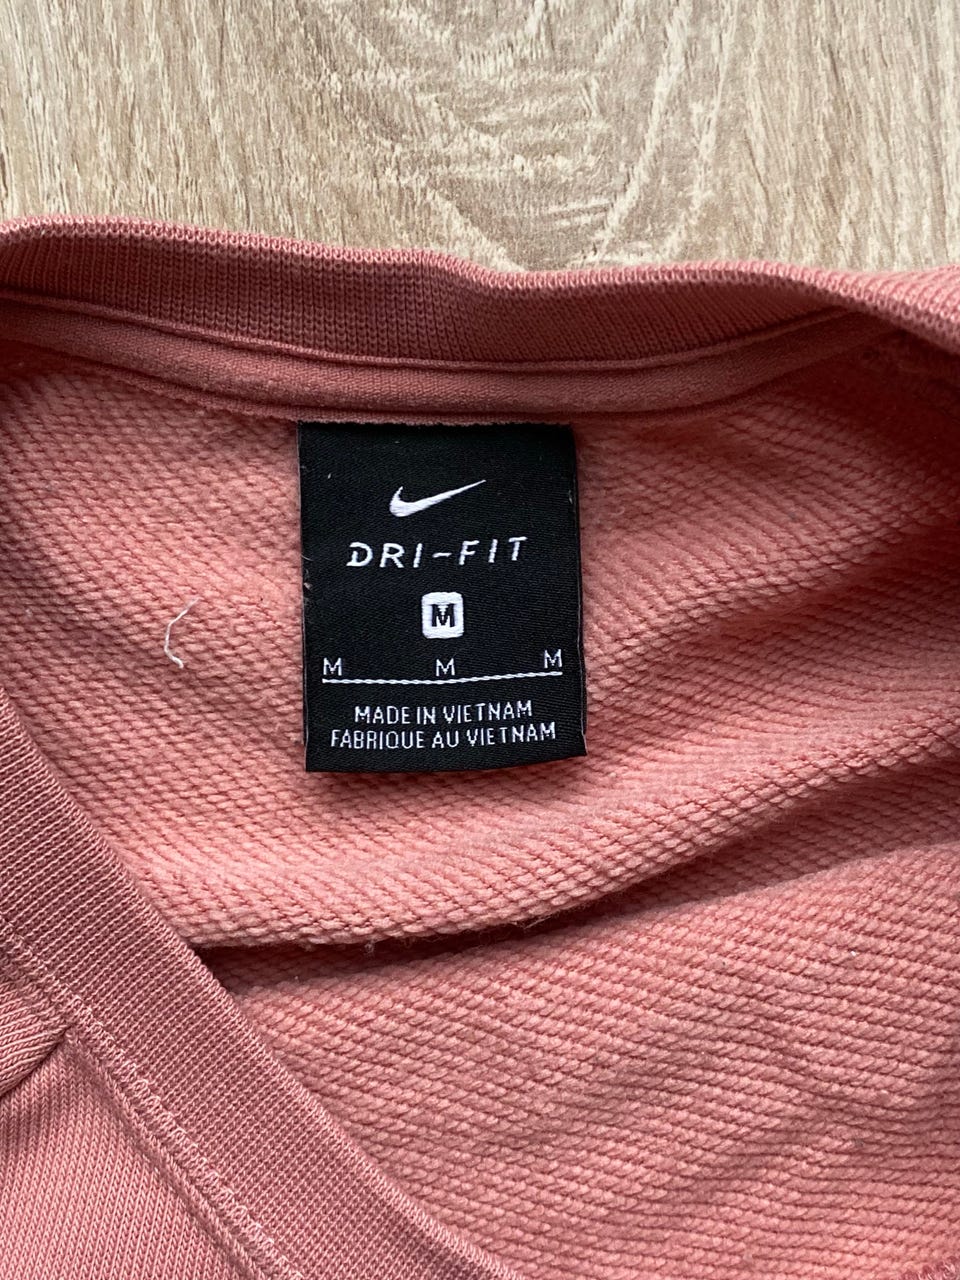 DRI-FIT
M
M M M
MADE IN VIETNAM
FABRIQUE AU VIETNAM